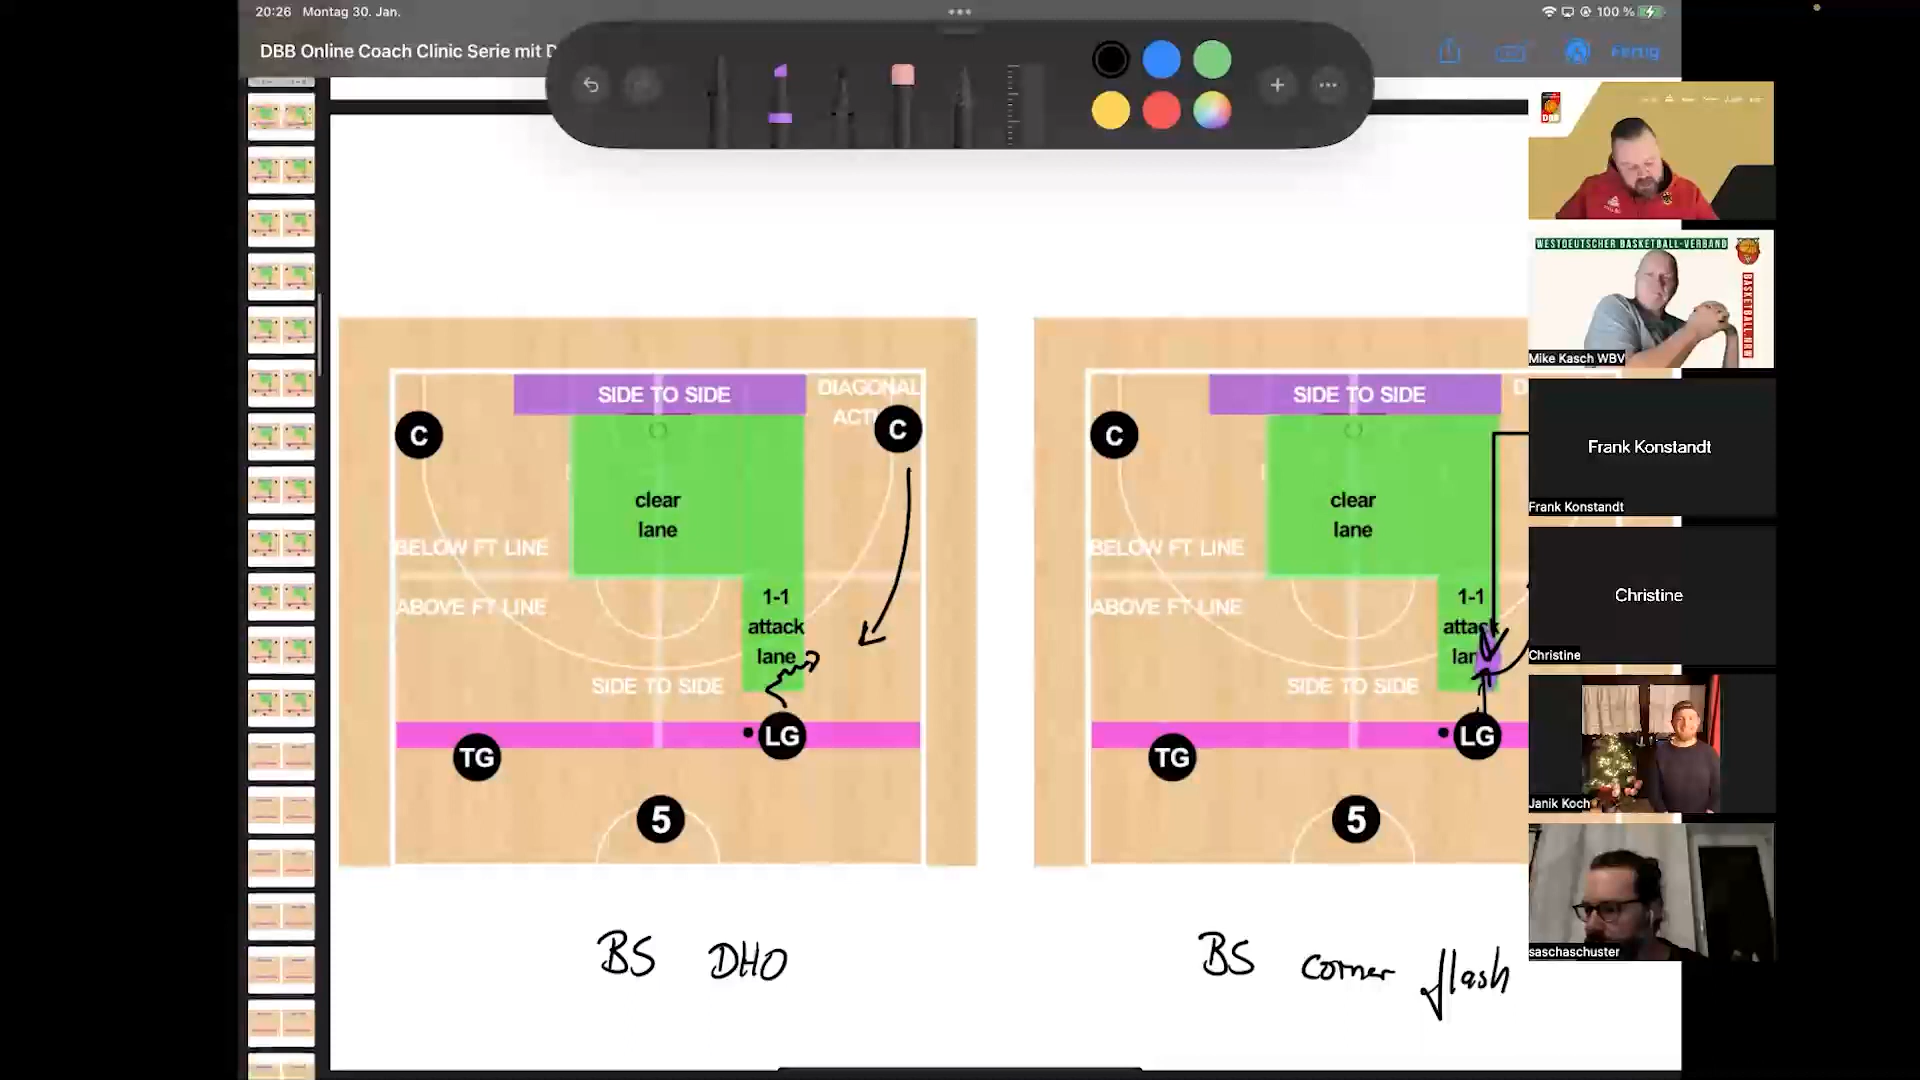 20:26 Montag 30. Jan.
100 %
DBB Online Coach Clinic Serie mit D
Fertig
SIDE TO SIDE
DIAGONAL
ACTI
C
C
clear
lane
BELOW FT LINE
ABOVE FT LINE
1-1
attack
lane
SIDE TO SIDE
TG
LG
5
BS DHO
SIDE TO SIDE
D
C
clear
lane
BELOW FT LINE
ABOVE FT LINE
1-1
attack
lan
SIDE TO SIDE
TG
LG
5
BS corner flash
DBB
WESTDEUTSCHER BASKETBALL-VERBAND
BASKETBALL.NRW
Mike Kasch WBV
Frank Konstandt
Frank Konstandt
Christine
Christine
Janik Koch
saschaschuster